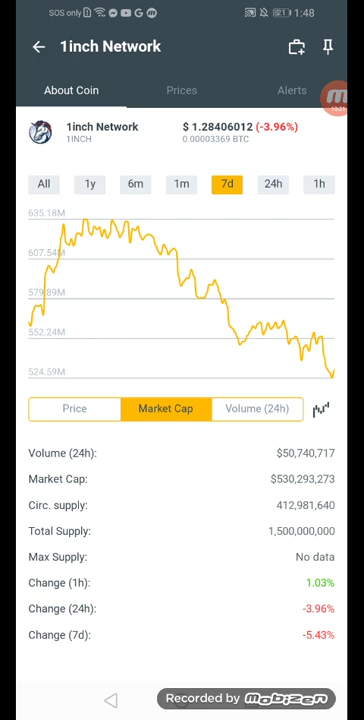 SOS only 1:48
1inch Network
About Coin Prices Alerts
1inch Network $ 1.28406012 (-3.96%)
1INCH 0.00003369 BTC
All 1y 6m 1m 7d 24h 1h
635.18M
607.54M
579.89M
552.24M
524.59M
Price Market Cap Volume (24h)
Volume (24h): $50,740,717
Market Cap: $530,293,273
Circ. supply: 412,981,640
Total Supply: 1,500,000,000
Max Supply: No data
Change (1h) 1.03%
Change (24h): -3.96%
Change (7d): -5.43%
Recorded by mobizen